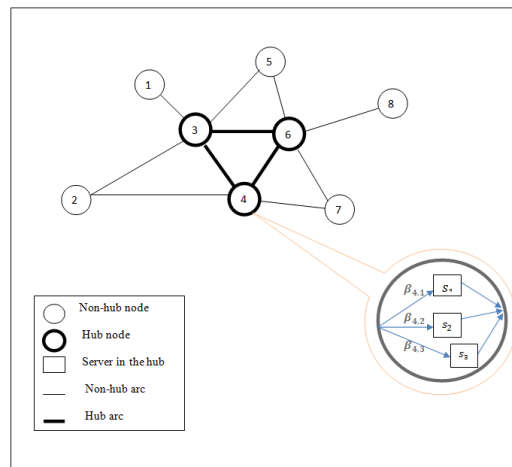 5
1
8
3
6
2
4
7
β4.1
s1
β4.2
s2
β4.3
s3
Non-hub node
Hub node
Server in the hub
Non-hub arc
Hub arc